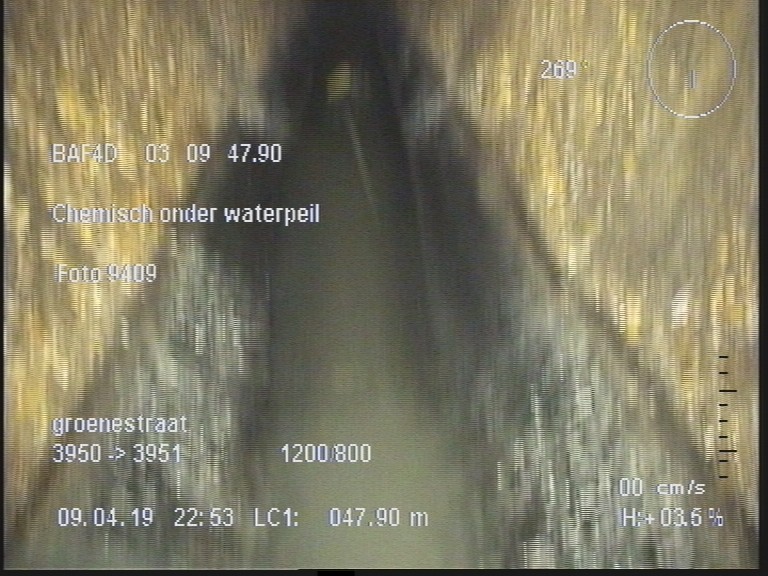 269°
BAF4D 03 09 47.90
Chemisch onder waterpeil
Foto 9409
groenestraat
3950 -> 3951 1200/800
00 cm/s
09.04.19 22:53 LC1: 047.90 m H:+03.6 %